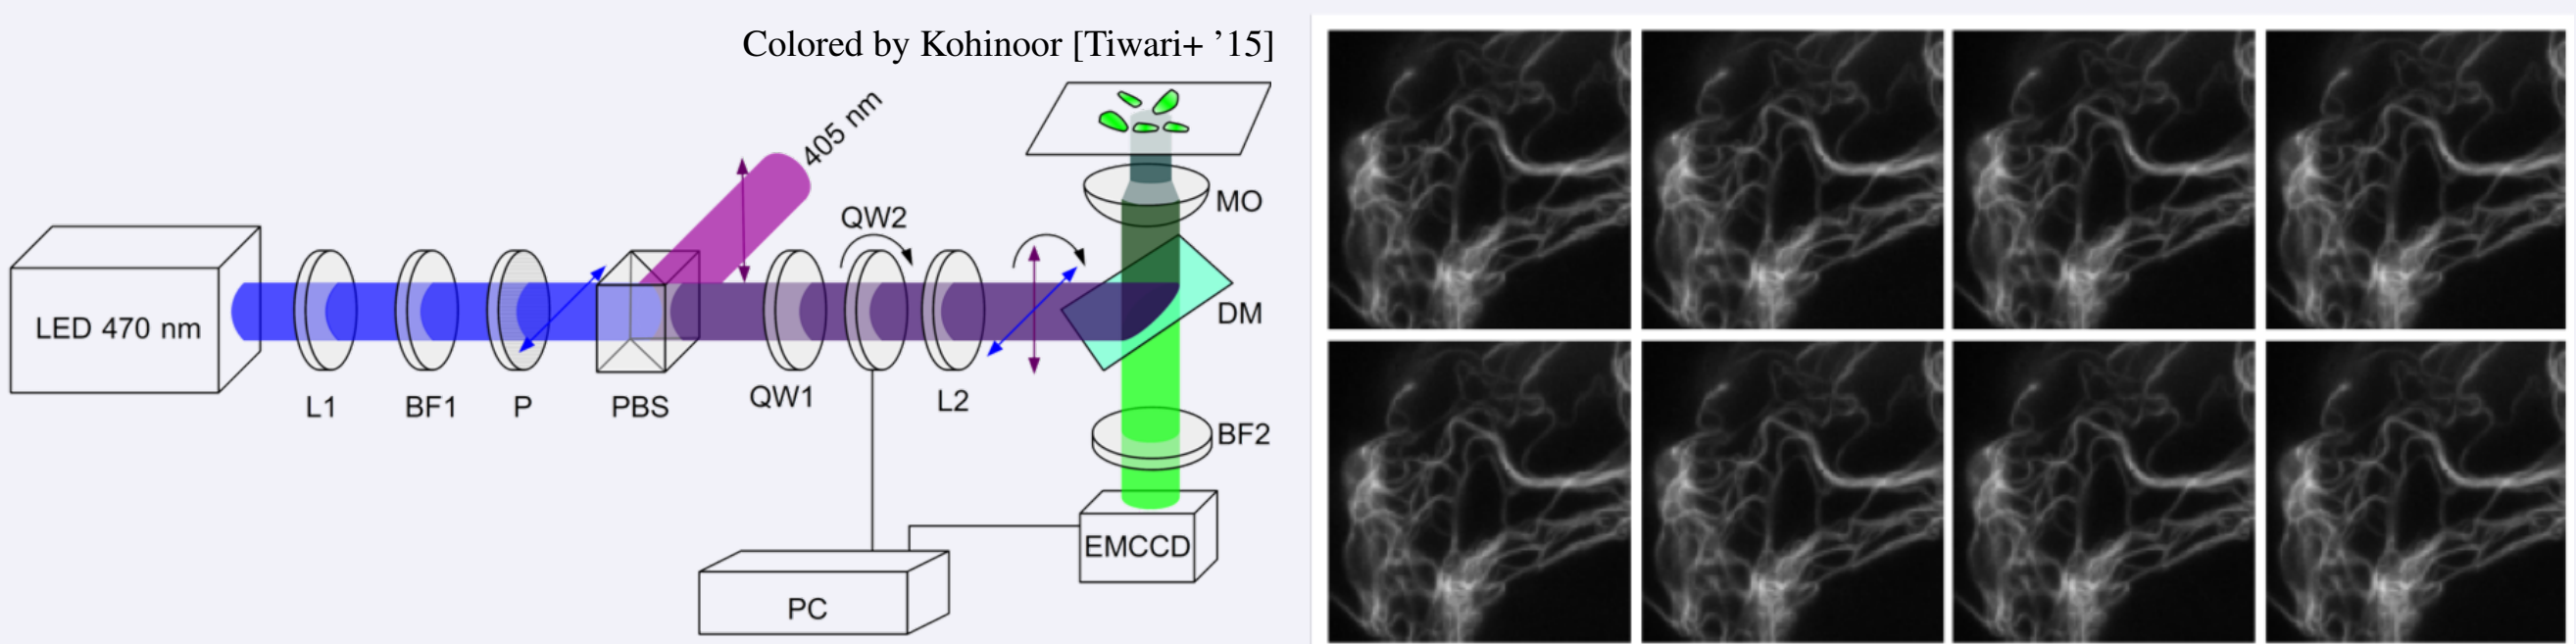 Colored by Kohinoor [Tiwari+ ’15]
405 nm
MO
QW2
LED 470 nm
DM
L1
BF1
P
PBS
QW1
L2
BF2
EMCCD
PC